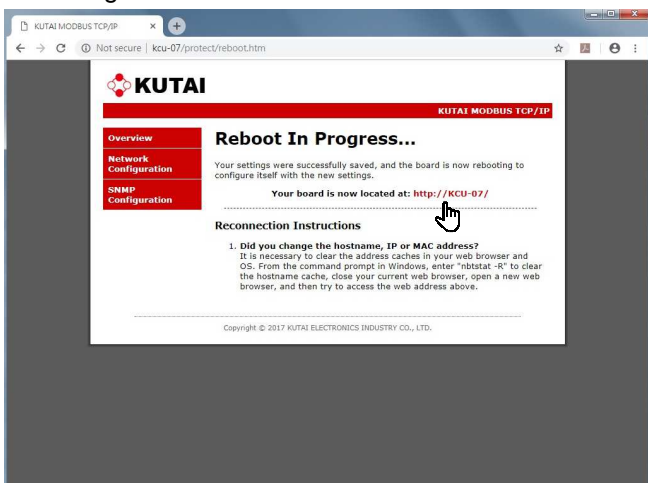 KUTAI MODBUS TCP/IP
Not secure | kcu-07/protect/reboot.htm
KUTAI
KUTAI MODBUS TCP/IP
Overview
Network
Configuration
SNMP
Configuration
Reboot In Progress...
Your settings were successfully saved, and the board is now rebooting to
configure itself with the new settings.
Your board is now located at: http://KCU-07/
Reconnection Instructions
1. Did you change the hostname, IP or MAC address?
It is necessary to clear the address caches in your web browser and
OS. From the command prompt in Windows, enter "nbtstat -R" to clear
the hostname cache, close your current web browser, open a new web
browser, and then try to access the web address above.
Copyright © 2017 KUTAI ELECTRONICS INDUSTRY CO., LTD.